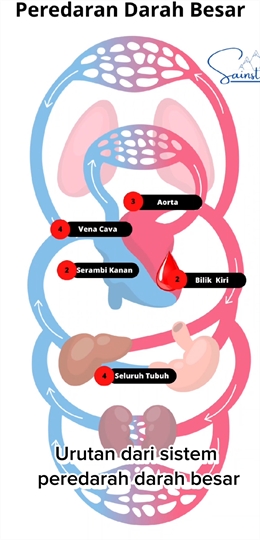 Peredaran Darah Besar
Sainst
3 Aorta
4 Vena Cava
2 Serambi Kanan
2 Bilik Kiri
4 Seluruh Tubuh
Urutan dari sistem
peredarah darah besar